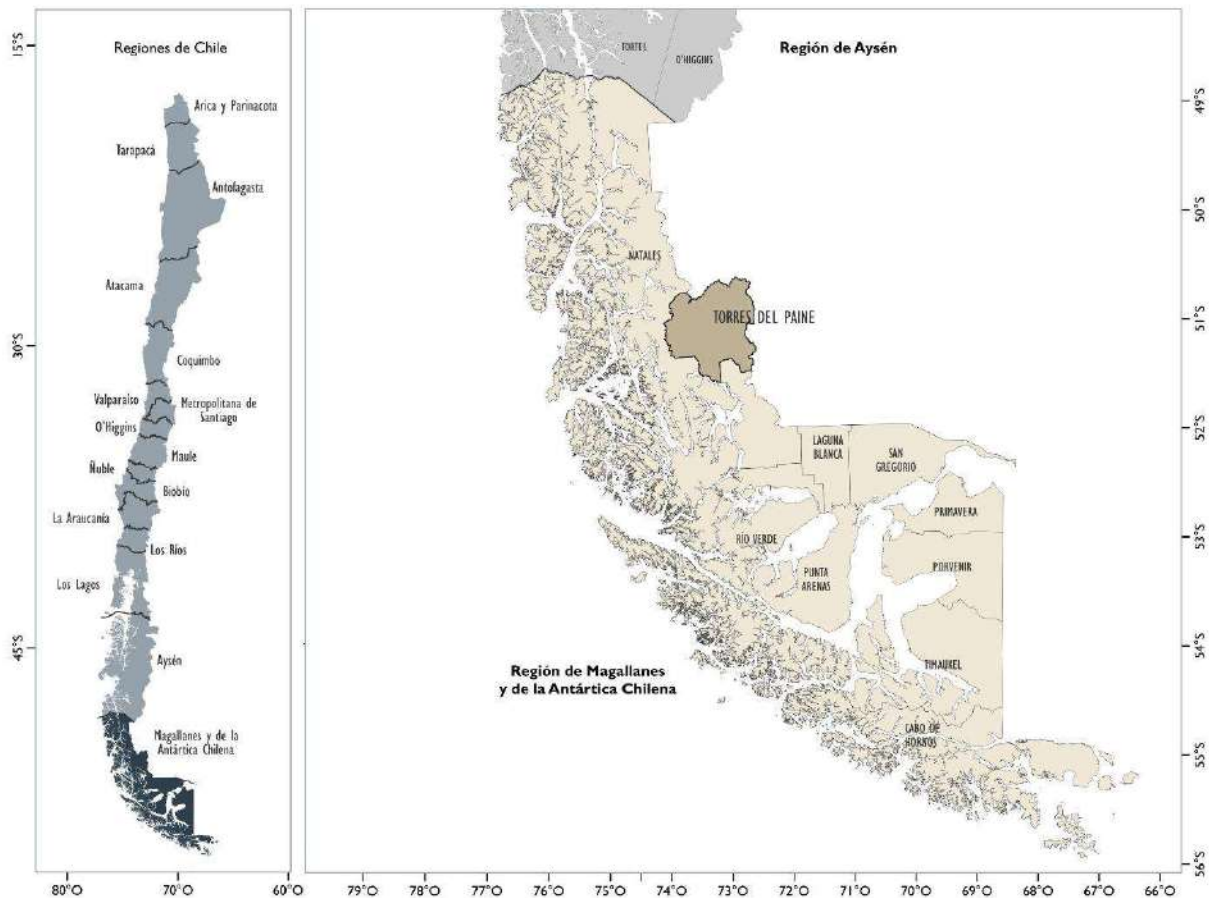 Regiones de Chile
15°S
30°S
45°S
Arica y Parinacota
Tarapacá
Antofagasta
Atacama
Coquimbo
Valparaíso
Metropolitana de
Santiago
O'Higgins
Maule
Ñuble
Biobío
La Araucanía
Los Ríos
Los Lagos
Aysén
Magallanes y de la
Antártica Chilena
80°O
70°O
60°O
Región de Aysén
TORTEL
O'HIGGINS
NATALES
TORRES DEL PAINE
LAGUNA
BLANCA
SAN
GREGORIO
PRIMAVERA
RÍO VERDE
PUNTA
ARENAS
PORVENIR
TIMAUKEL
CABO DE
HORNOS
Región de Magallanes
y de la Antártica Chilena
49°S
50°S
51°S
52°S
53°S
54°S
55°S
56°S
79°O
78°O
77°O
76°O
75°O
74°O
73°O
72°O
71°O
70°O
69°O
68°O
67°O
66°O